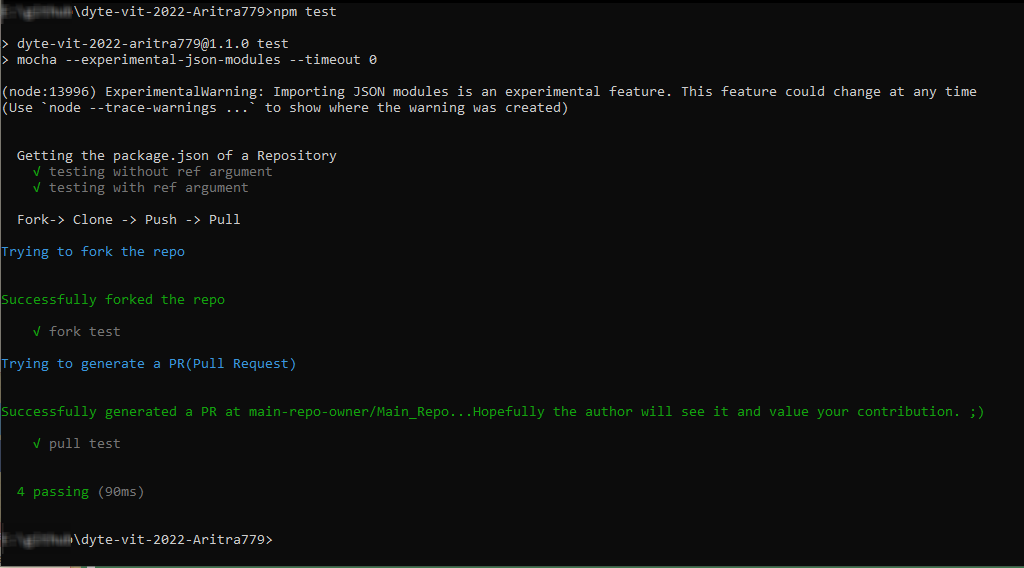 \dyte-vit-2022-Aritra779>npm test
> dyte-vit-2022-aritra779@1.1.0 test
> mocha --experimental-json-modules --timeout 0
(node:13996) ExperimentalWarning: Importing JSON modules is an experimental feature. This feature could change at any time
(Use `node --trace-warnings ...` to show where the warning was created)
Getting the package.json of a Repository
√ testing without ref argument
√ testing with ref argument
Fork-> Clone -> Push -> Pull
Trying to fork the repo
Successfully forked the repo
√ fork test
Trying to generate a PR(Pull Request)
Successfully generated a PR at main-repo-owner/Main_Repo...Hopefully the author will see it and value your contribution. ;)
√ pull test
4 passing (90ms)
\dyte-vit-2022-Aritra779>